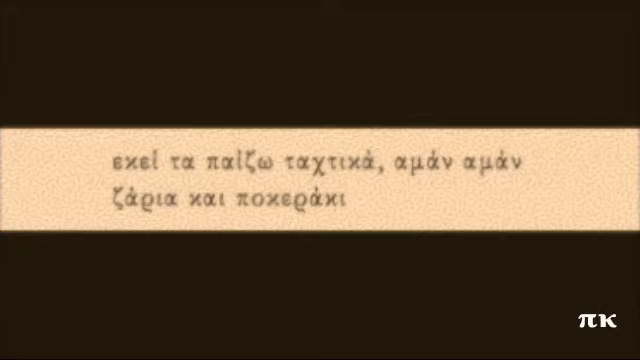 εκεί τα παίζω ταχτικά, αμάν αμάν
ζάρια και ποκεράκι
πκ